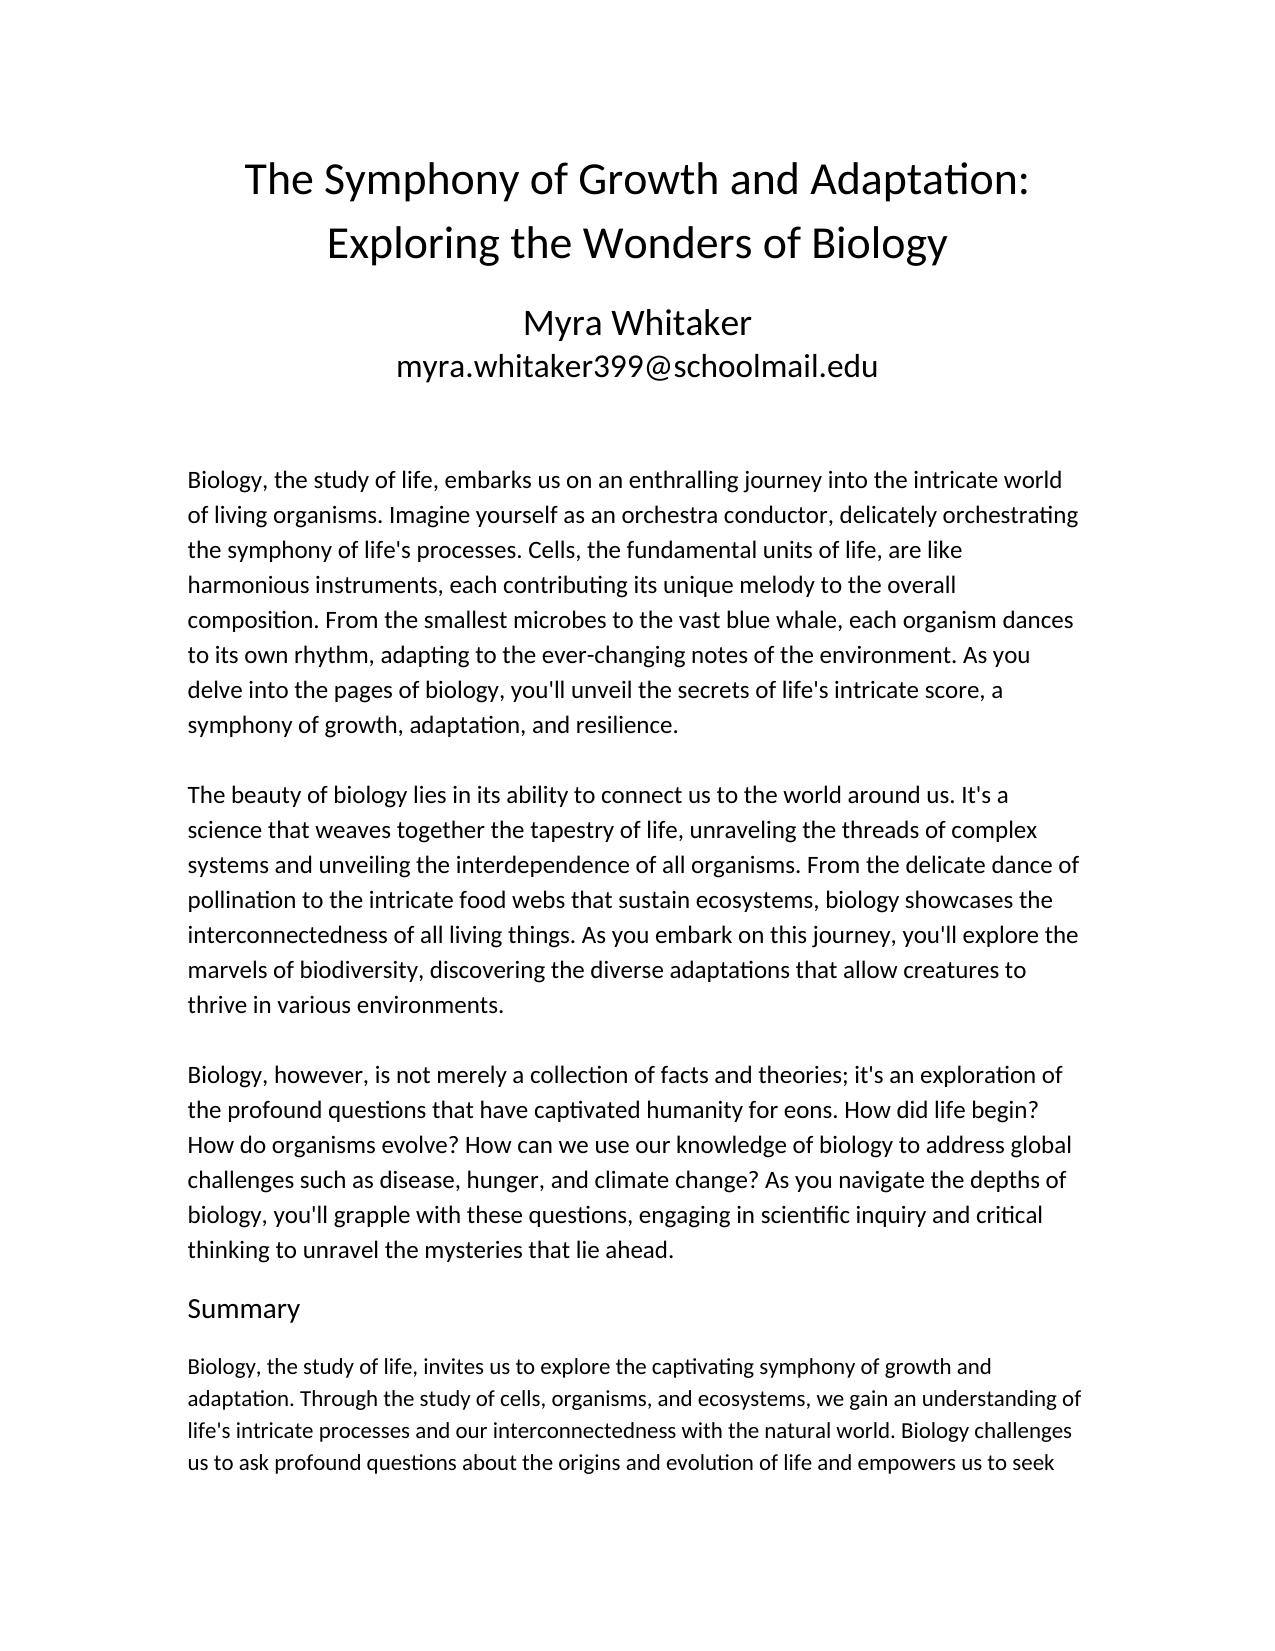 The Symphony of Growth and Adaptation:
Exploring the Wonders of Biology
Myra Whitaker
myra.whitaker399@schoolmail.edu
Biology, the study of life, embarks us on an enthralling journey into the intricate world
of living organisms. Imagine yourself as an orchestra conductor, delicately orchestrating
the symphony of life's processes. Cells, the fundamental units of life, are like
harmonious instruments, each contributing its unique melody to the overall
composition. From the smallest microbes to the vast blue whale, each organism dances
to its own rhythm, adapting to the ever-changing notes of the environment. As you
delve into the pages of biology, you'll unveil the secrets of life's intricate score, a
symphony of growth, adaptation, and resilience.
The beauty of biology lies in its ability to connect us to the world around us. It's a
science that weaves together the tapestry of life, unraveling the threads of complex
systems and unveiling the interdependence of all organisms. From the delicate dance of
pollination to the intricate food webs that sustain ecosystems, biology showcases the
interconnectedness of all living things. As you embark on this journey, you'll explore the
marvels of biodiversity, discovering the diverse adaptations that allow creatures to
thrive in various environments.
Biology, however, is not merely a collection of facts and theories; it's an exploration of
the profound questions that have captivated humanity for eons. How did life begin?
How do organisms evolve? How can we use our knowledge of biology to address global
challenges such as disease, hunger, and climate change? As you navigate the depths of
biology, you'll grapple with these questions, engaging in scientific inquiry and critical
thinking to unravel the mysteries that lie ahead.
Summary
Biology, the study of life, invites us to explore the captivating symphony of growth and
adaptation. Through the study of cells, organisms, and ecosystems, we gain an understanding of
life's intricate processes and our interconnectedness with the natural world. Biology challenges
us to ask profound questions about the origins and evolution of life and empowers us to seek